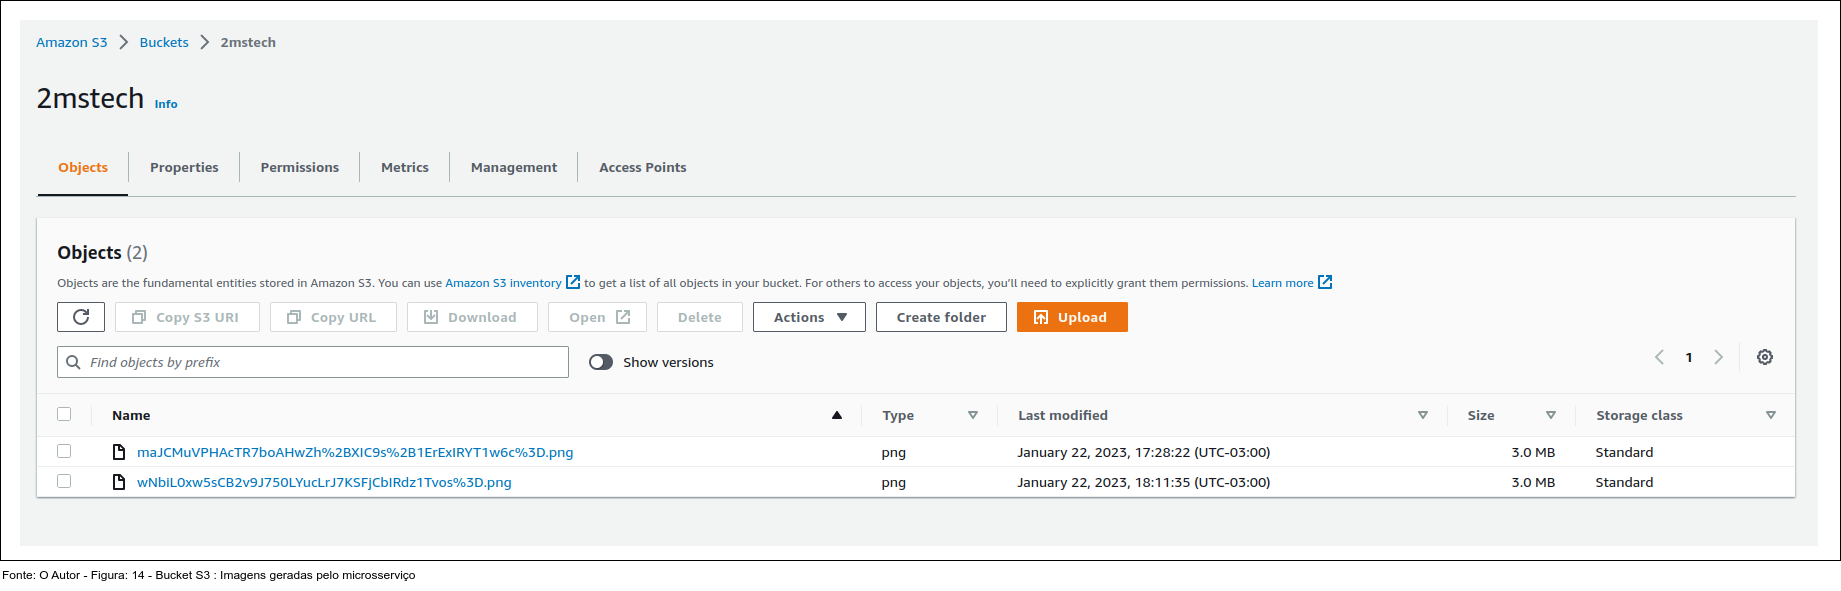 Amazon S3 > Buckets > 2mstech
2mstech Info
Objects Properties Permissions Metrics Management Access Points
Objects (2)
Objects are the fundamental entities stored in Amazon S3. You can use Amazon S3 inventory to get a list of all objects in your bucket. For others to access your objects, you'll need to explicitly grant them permissions. Learn more
Copy S3 URI Copy URL Download Open Delete Actions Create folder Upload
Find objects by prefix Show versions 1
Name Type Last modified Size Storage class
maJCMuVPHAcTR7boAHwZh%2BXIC9s%2B1ErExIRYT1w6c%3D.png png January 22, 2023, 17:28:22 (UTC-03:00) 3.0 MB Standard
wNbiL0xw5sCB2v9J750LYucLrJ7KSFjCbIRdz1Tvos%3D.png png January 22, 2023, 18:11:35 (UTC-03:00) 3.0 MB Standard
Fonte: O Autor - Figura: 14 - Bucket S3 : Imagens geradas pelo microsserviço